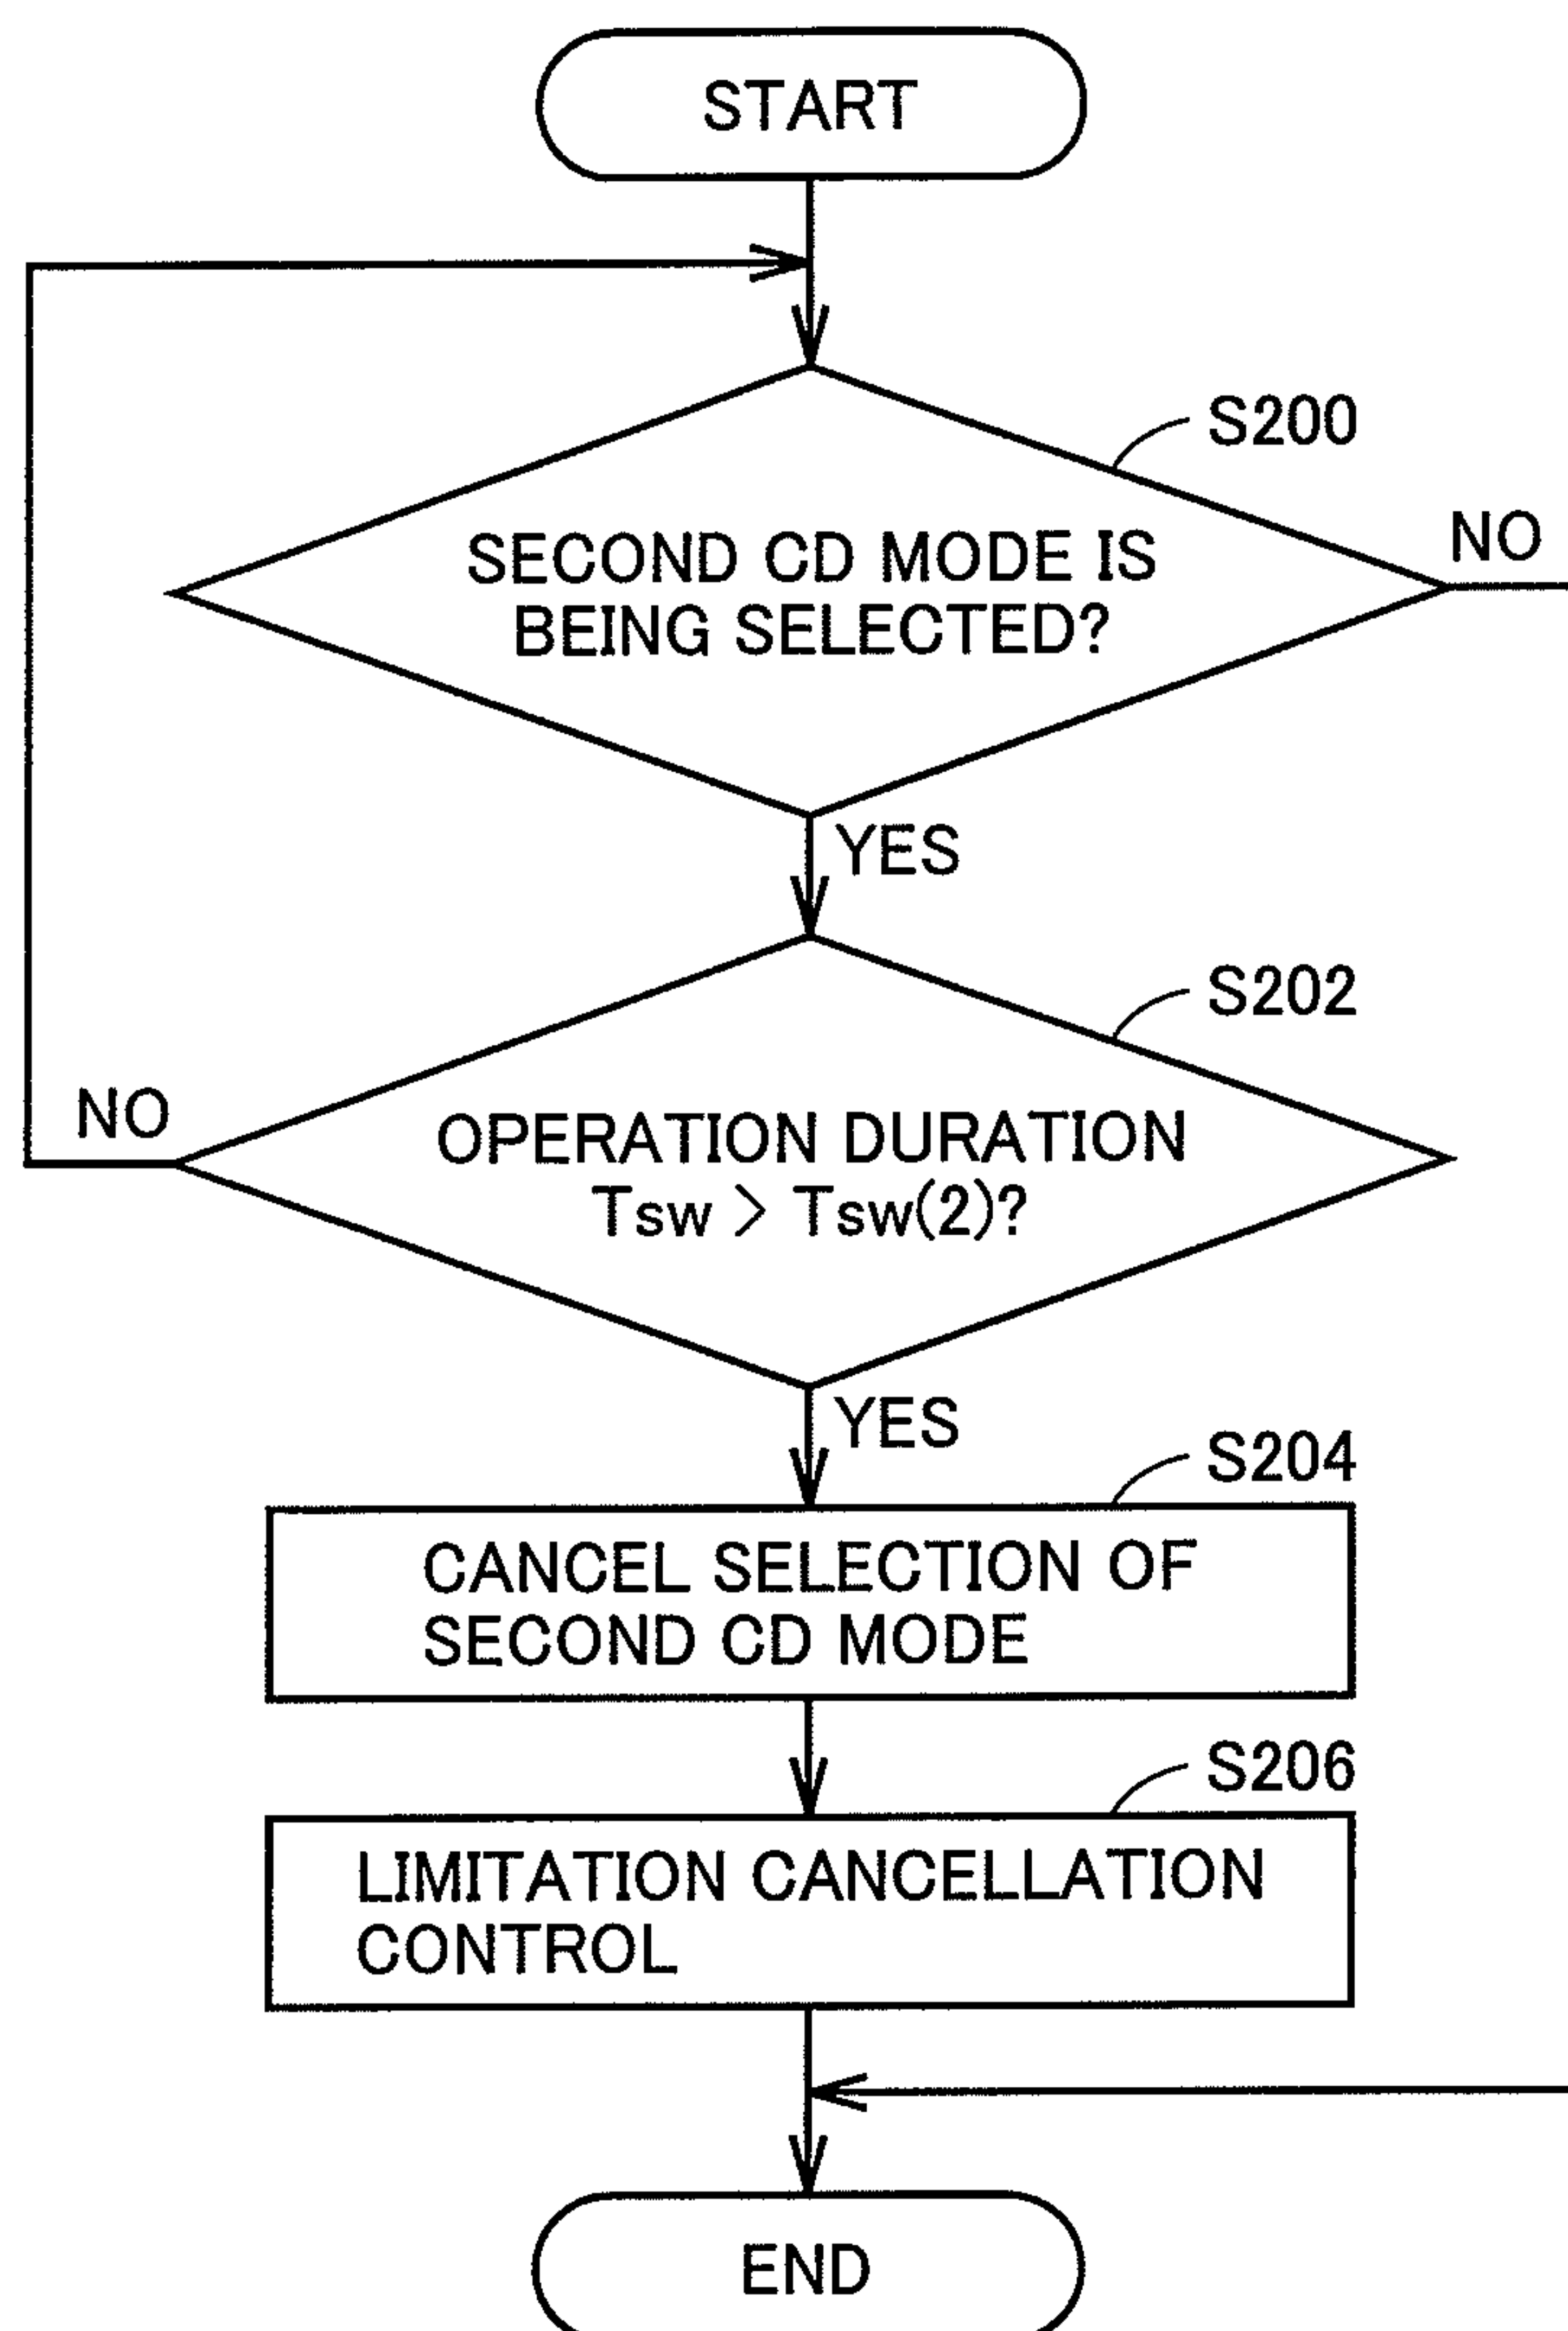 START
S200
SECOND CD MODE IS
BEING SELECTED?
NO
YES
S202
OPERATION DURATION
Tsw > Tsw(2)?
NO
YES
S204
CANCEL SELECTION OF
SECOND CD MODE
S206
LIMITATION CANCELLATION
CONTROL
END